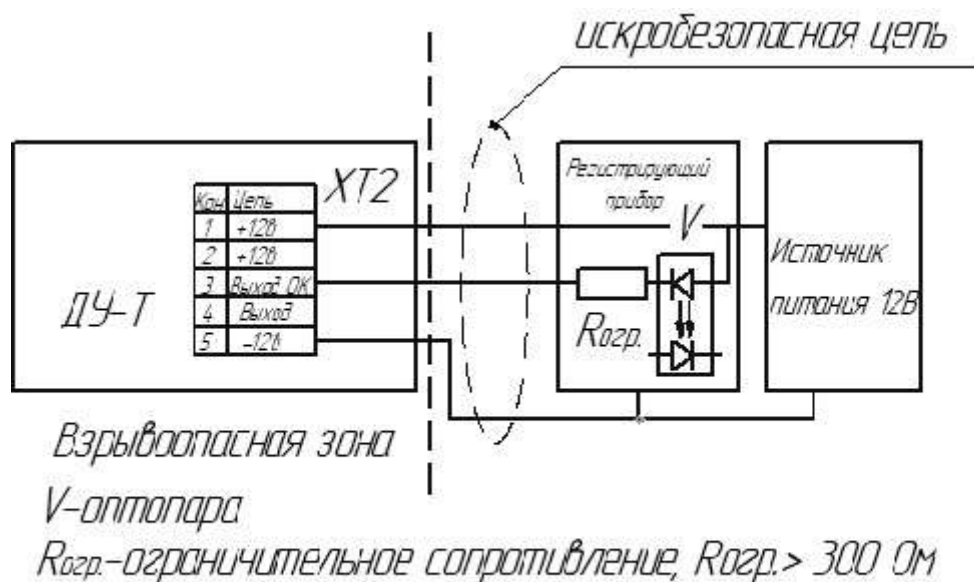 искробезопасная цепь
ДУ-Т
XT2
Кон Цепь
1 +12в
2 +12в
3 Выход ОК
4 Выход
5 -12в
Регистрирующий
прибор
V
Rогр.
Источник
питания 12В
Взрывоопасная зона
V-оптопара
Rогр.-ограничительное сопротивление, Rогр.> 300 Ом